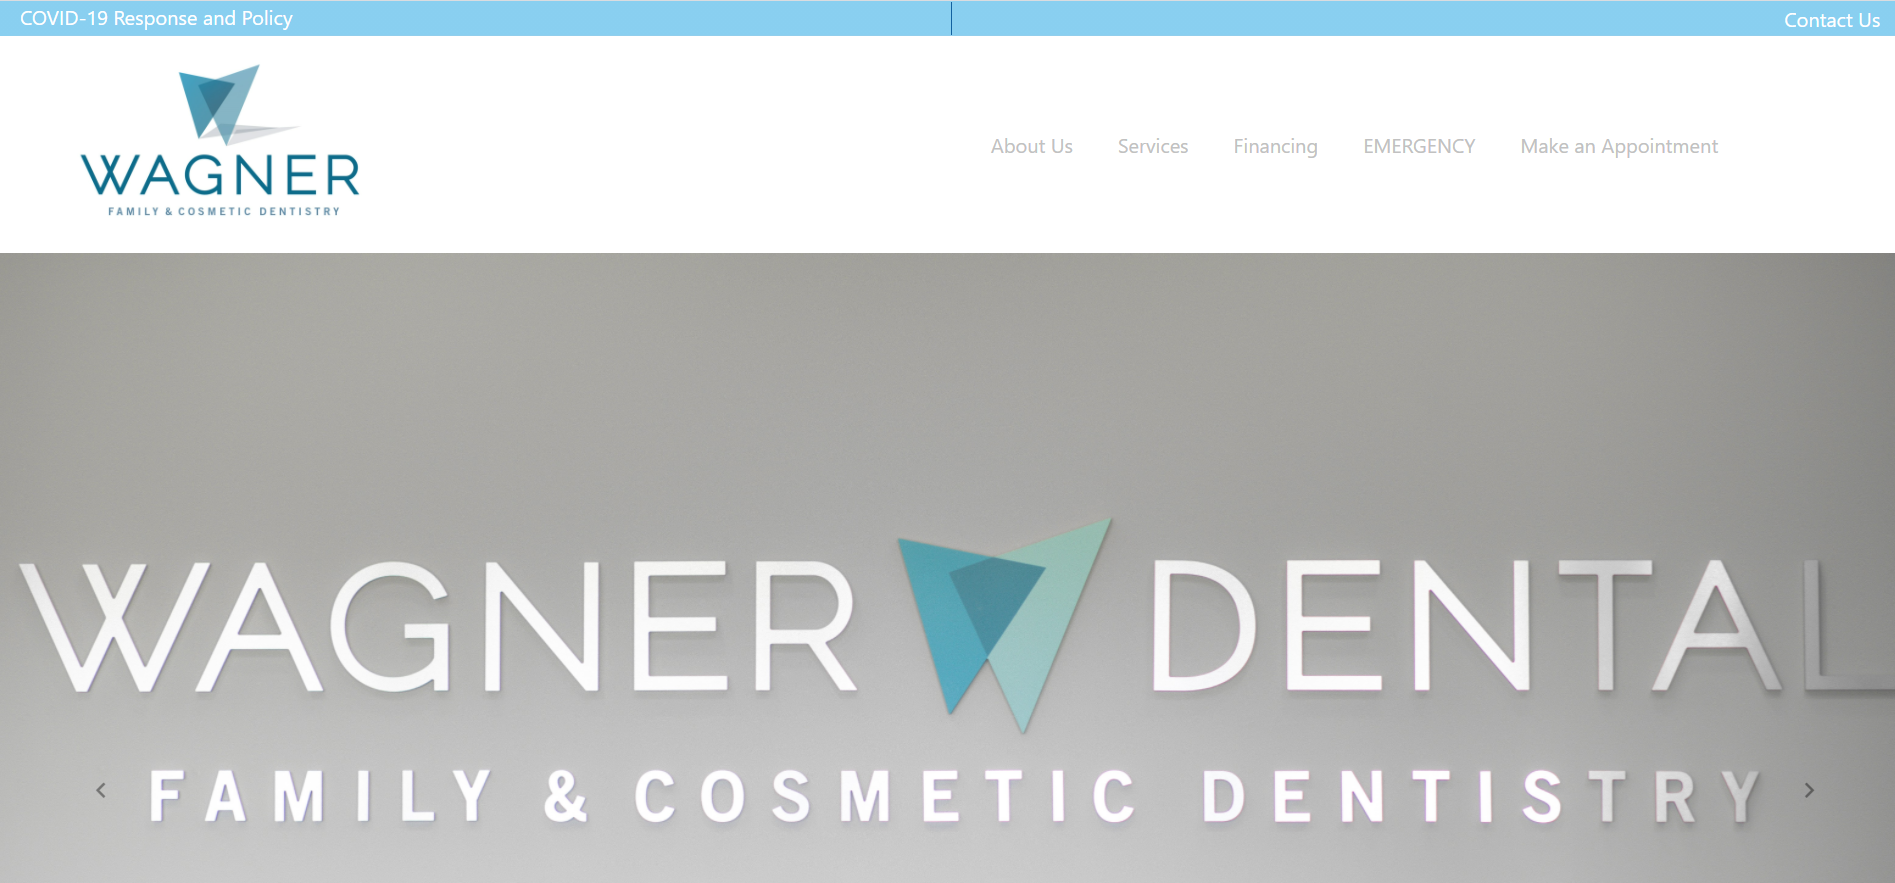 COVID-19 Response and Policy
Contact Us
WAGNER
FAMILY & COSMETIC DENTISTRY
About Us
Services
Financing
EMERGENCY
Make an Appointment
WAGNER DENTAL
FAMILY & COSMETIC DENTISTRY